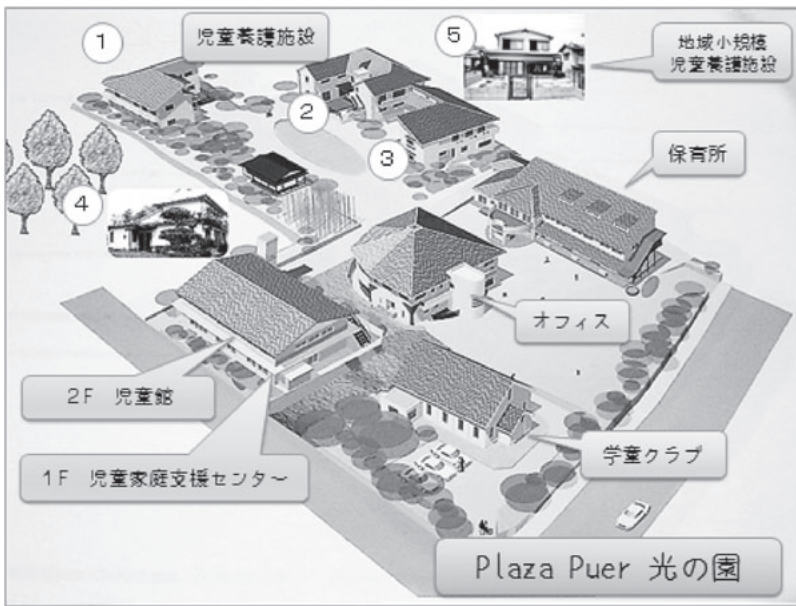 ①
児童養護施設
⑤
地域小規模
児童養護施設
②
③
保育所
④
オフィス
2F 児童館
学童クラブ
1F 児童家庭支援センター
Plaza Puer 光の園